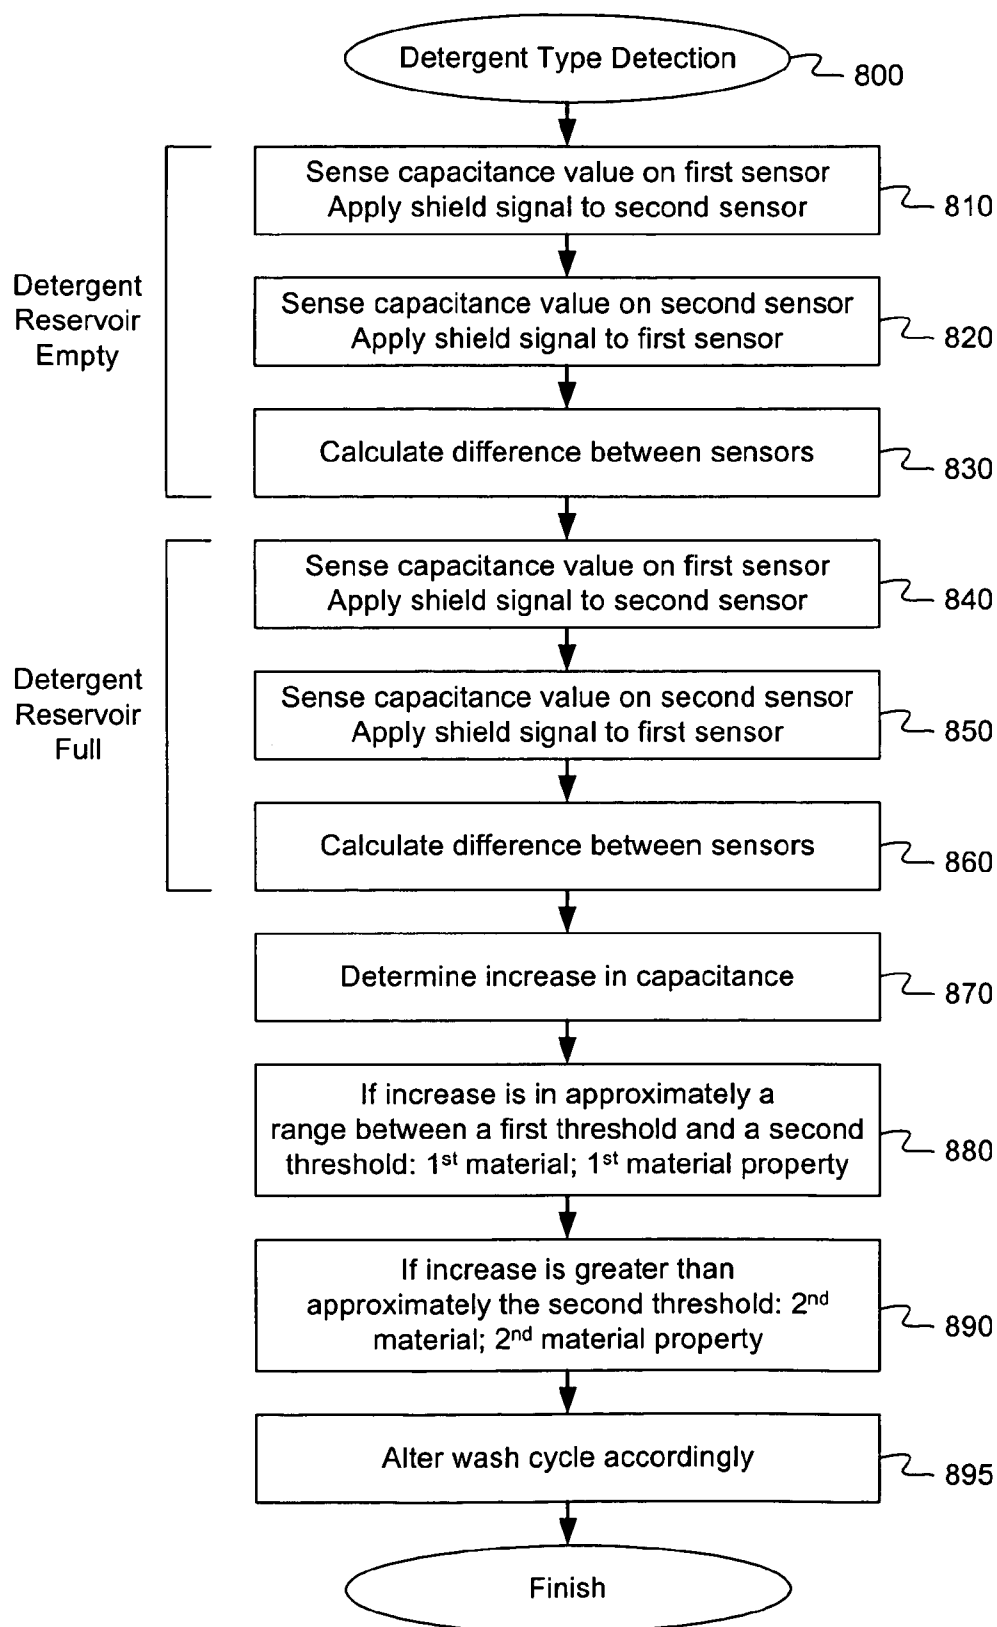 Detergent Type Detection
800
Sense capacitance value on first sensor
Apply shield signal to second sensor
810
Detergent
Reservoir
Empty
Sense capacitance value on second sensor
Apply shield signal to first sensor
820
Calculate difference between sensors
830
Sense capacitance value on first sensor
Apply shield signal to second sensor
840
Detergent
Reservoir
Full
Sense capacitance value on second sensor
Apply shield signal to first sensor
850
Calculate difference between sensors
860
Determine increase in capacitance
870
If increase is in approximately a
range between a first threshold and a second
threshold: 1st material; 1st material property
880
If increase is greater than
approximately the second threshold: 2nd
material; 2nd material property
890
Alter wash cycle accordingly
895
Finish